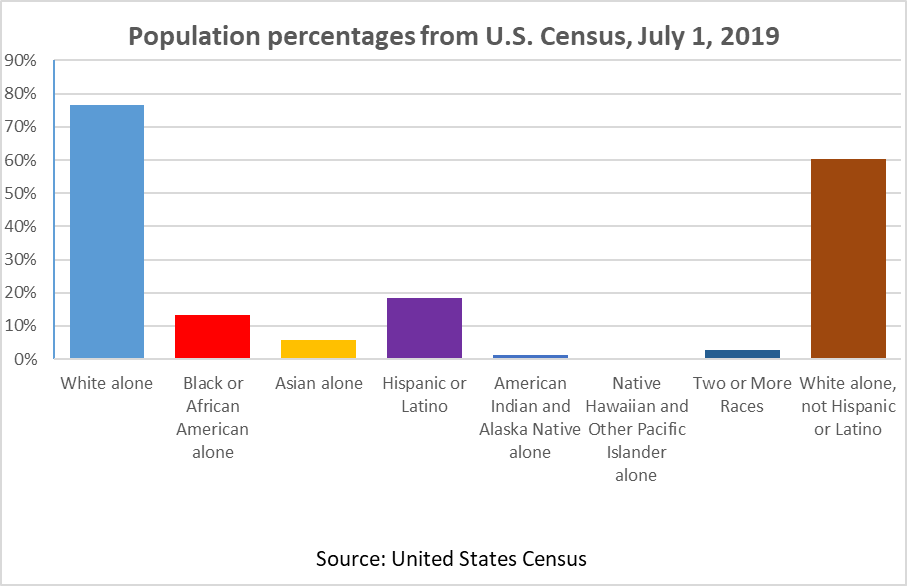 Population percentages from U.S. Census, July 1, 2019
90%
80%
70%
60%
50%
40%
30%
20%
10%
0%
White alone
Black or
African
American
alone
Asian alone
Hispanic or
Latino
American
Indian and
Alaska Native
alone
Native
Hawaiian and
Other Pacific
Islander
alone
Two or More
Races
White alone,
not Hispanic
or Latino
Source: United States Census